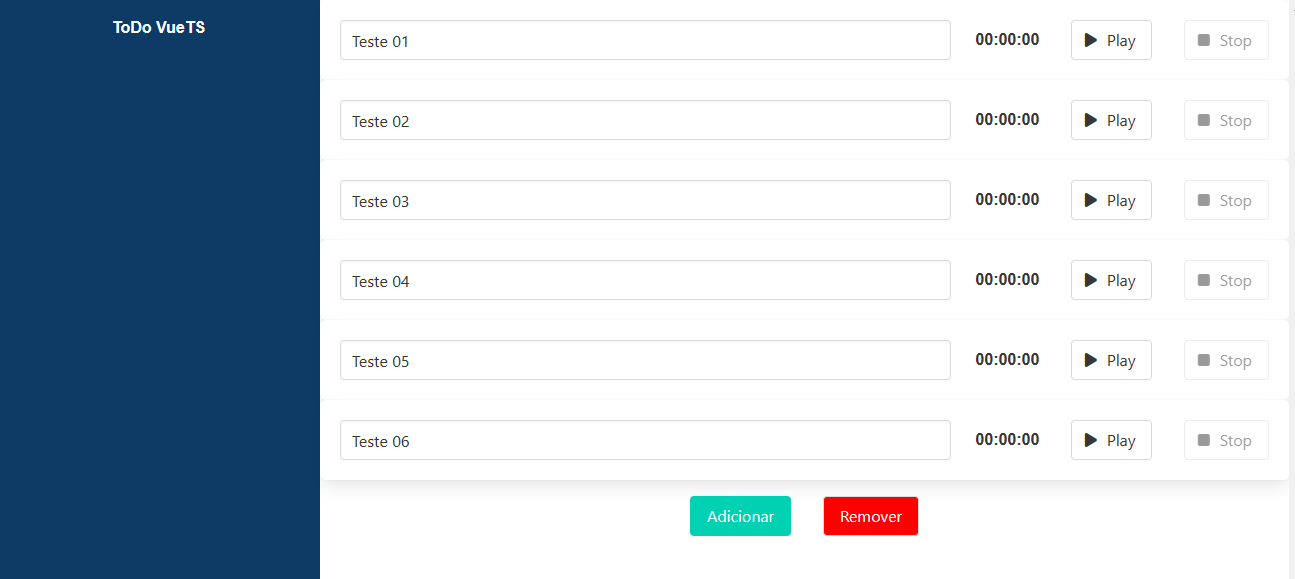 ToDo VueTS
Teste 01 00:00:00 Play Stop
Teste 02 00:00:00 Play Stop
Teste 03 00:00:00 Play Stop
Teste 04 00:00:00 Play Stop
Teste 05 00:00:00 Play Stop
Teste 06 00:00:00 Play Stop
Adicionar Remover